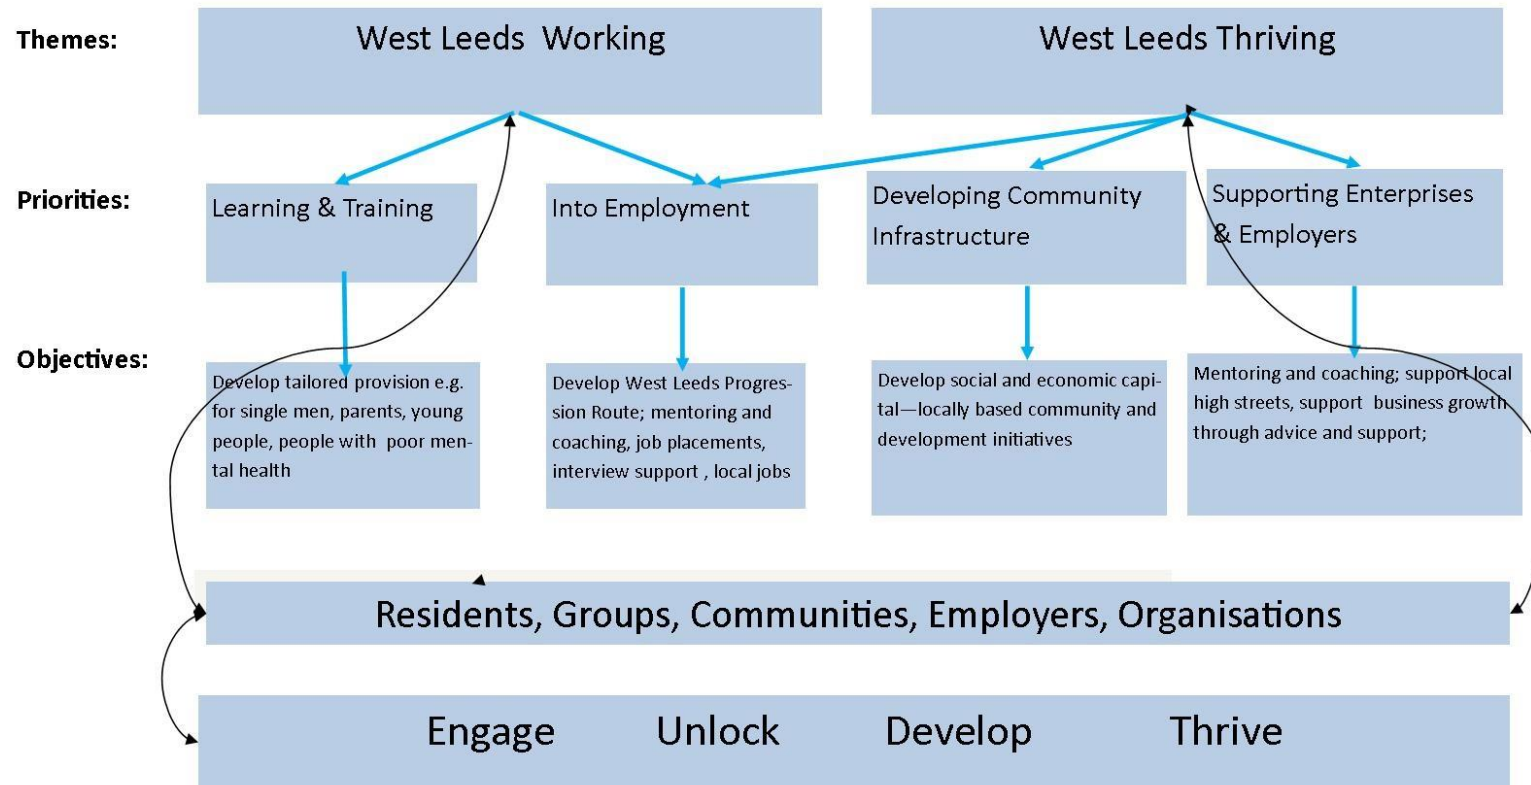 Themes:
West Leeds  Working
West Leeds Thriving
Priorities:
Learning & Training
Into Employment
Developing Community
Infrastructure
Supporting Enterprises
& Employers
Objectives:
Develop tailored provision e.g.
for single men, parents, young
people, people with  poor men-
tal health
Develop West Leeds Progres-
sion Route; mentoring and
coaching, job placements,
interview support , local jobs
Develop social and economic capi-
tal—locally based community and
development initiatives
Mentoring and coaching; support local
high streets, support  business growth
through advice and support;
Residents, Groups, Communities, Employers, Organisations
Engage Unlock Develop Thrive